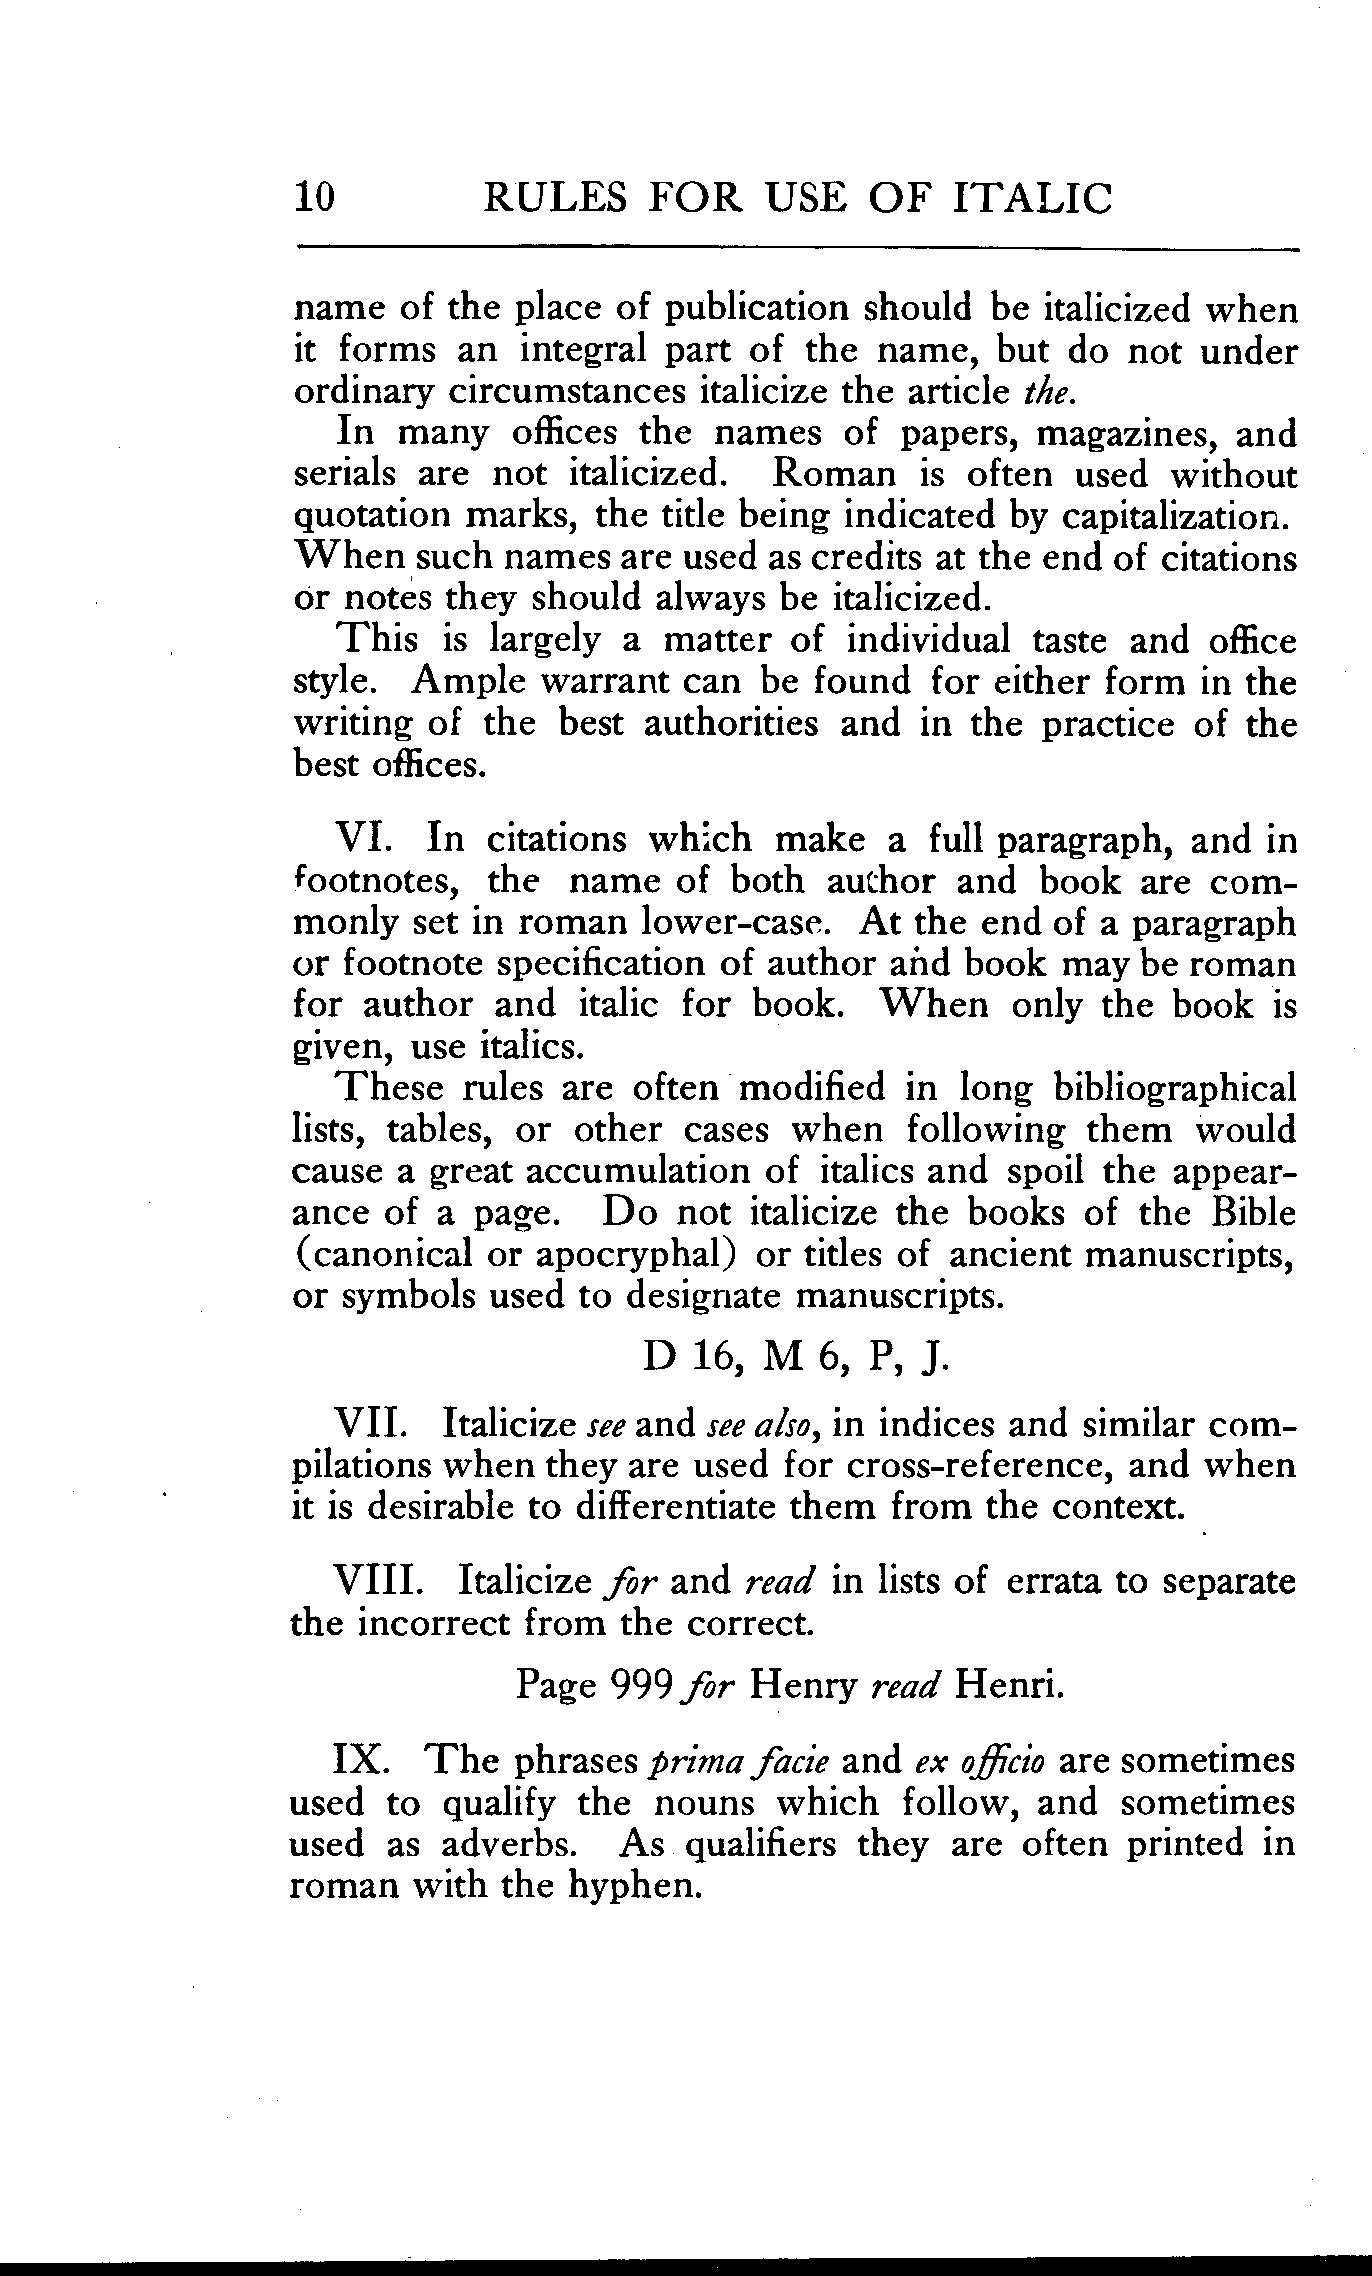 10 RULES FOR USE OF ITALIC
name of the place of publication should be italicized when
it forms an integral part of the name, but do not under
ordinary circumstances italicize the article the.
In many offices the names of papers, magazines, and
serials are not italicized. Roman is often used without
quotation marks, the title being indicated by capitalization.
When such names are used as credits at the end of citations
or notes they should always be italicized.
This is largely a matter of individual taste and office
style. Ample warrant can be found for either form in the
writing of the best authorities and in the practice of the
best offices.
VI. In citations which make a full paragraph, and in
footnotes, the name of both author and book are com-
monly set in roman lower-case. At the end of a paragraph
or footnote specification of author and book may be roman
for author and italic for book. When only the book is
given, use italics.
These rules are often modified in long bibliographical
lists, tables, or other cases when following them would
cause a great accumulation of italics and spoil the appear-
ance of a page. Do not italicize the books of the Bible
(canonical or apocryphal) or titles of ancient manuscripts,
or symbols used to designate manuscripts.
D 16, M 6, P, J.
VII. Italicize see and see also, in indices and similar com-
pilations when they are used for cross-reference, and when
it is desirable to differentiate them from the context.
VIII. Italicize for and read in lists of errata to separate
the incorrect from the correct.
Page 999 for Henry read Henri.
IX. The phrases prima facie and ex officio are sometimes
used to qualify the nouns which follow, and sometimes
used as adverbs. As qualifiers they are often printed in
roman with the hyphen.